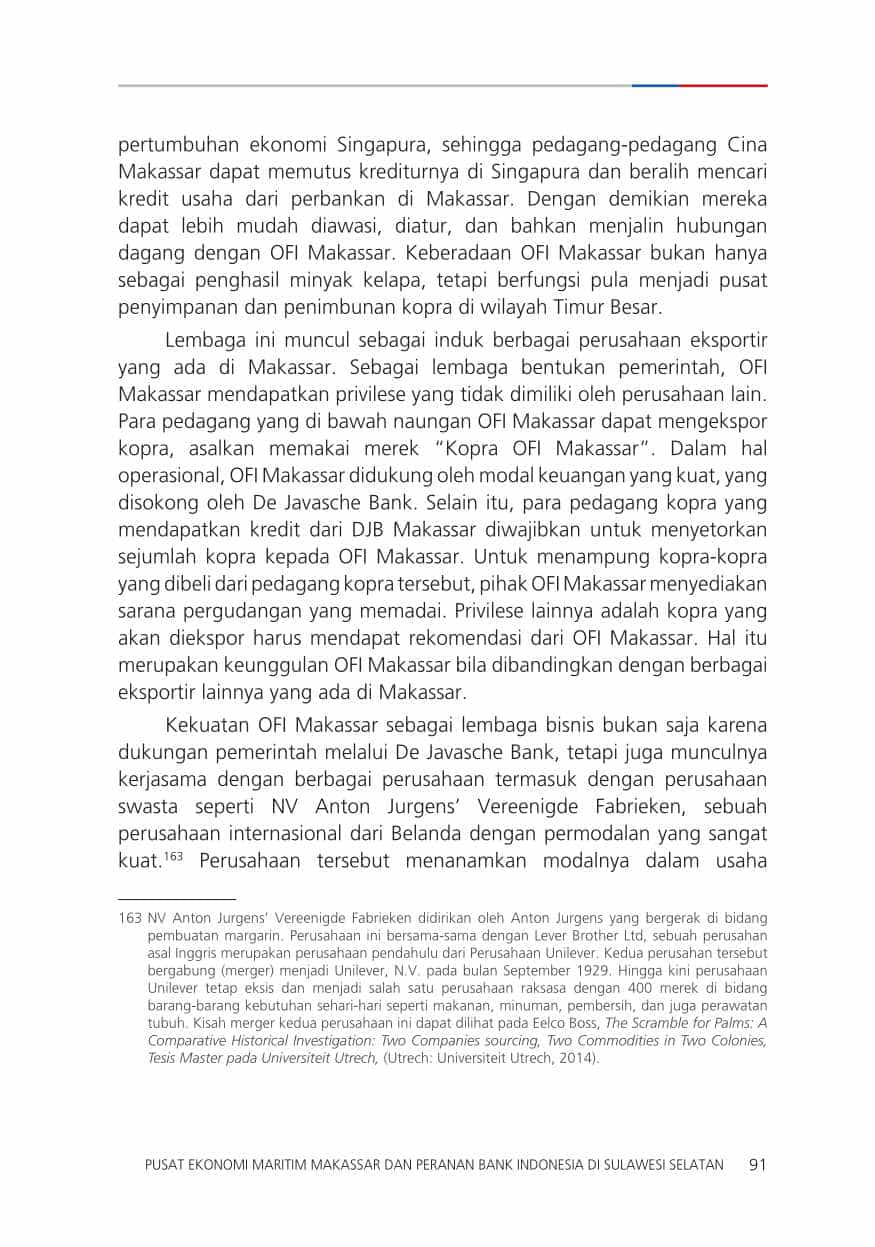 pertumbuhan ekonomi Singapura, sehingga pedagang-pedagang Cina
Makassar dapat memutus krediturnya di Singapura dan beralih mencari
kredit usaha dari perbankan di Makassar. Dengan demikian mereka
dapat lebih mudah diawasi, diatur, dan bahkan menjalin hubungan
dagang dengan OFI Makassar. Keberadaan OFI Makassar bukan hanya
sebagai penghasil minyak kelapa, tetapi berfungsi pula menjadi pusat
penyimpanan dan penimbunan kopra di wilayah Timur Besar.
Lembaga ini muncul sebagai induk berbagai perusahaan eksportir
yang ada di Makassar. Sebagai lembaga bentukan pemerintah, OFI
Makassar mendapatkan privilese yang tidak dimiliki oleh perusahaan lain.
Para pedagang yang di bawah naungan OFI Makassar dapat mengekspor
kopra, asalkan memakai merek “Kopra OFI Makassar”. Dalam hal
operasional, OFI Makassar didukung oleh modal keuangan yang kuat, yang
disokong oleh De Javasche Bank. Selain itu, para pedagang kopra yang
mendapatkan kredit dari DJB Makassar diwajibkan untuk menyetorkan
sejumlah kopra kepada OFI Makassar. Untuk menampung kopra-kopra
yang dibeli dari pedagang kopra tersebut, pihak OFI Makassar menyediakan
sarana pergudangan yang memadai. Privilese lainnya adalah kopra yang
akan diekspor harus mendapat rekomendasi dari OFI Makassar. Hal itu
merupakan keunggulan OFI Makassar bila dibandingkan dengan berbagai
eksportir lainnya yang ada di Makassar.
Kekuatan OFI Makassar sebagai lembaga bisnis bukan saja karena
dukungan pemerintah melalui De Javasche Bank, tetapi juga munculnya
kerjasama dengan berbagai perusahaan termasuk dengan perusahaan
swasta seperti NV Anton Jurgens’ Vereenigde Fabrieken, sebuah
perusahaan internasional dari Belanda dengan permodalan yang sangat
kuat.163 Perusahaan tersebut menanamkan modalnya dalam usaha
163 NV Anton Jurgens’ Vereenigde Fabrieken didirikan oleh Anton Jurgens yang bergerak di bidang
pembuatan margarin. Perusahaan ini bersama-sama dengan Lever Brother Ltd, sebuah perusahan
asal Inggris merupakan perusahaan pendahulu dari Perusahaan Unilever. Kedua perusahan tersebut
bergabung (merger) menjadi Unilever, N.V. pada bulan September 1929. Hingga kini perusahaan
Unilever tetap eksis dan menjadi salah satu perusahaan raksasa dengan 400 merek di bidang
barang-barang kebutuhan sehari-hari seperti makanan, minuman, pembersih, dan juga perawatan
tubuh. Kisah merger kedua perusahaan ini dapat dilihat pada Eelco Boss, The Scramble for Palms: A
Comparative Historical Investigation: Two Companies sourcing, Two Commodities in Two Colonies,
Tesis Master pada Universiteit Utrech, (Utrech: Universiteit Utrech, 2014).
PUSAT EKONOMI MARITIM MAKASSAR DAN PERANAN BANK INDONESIA DI SULAWESI SELATAN 91